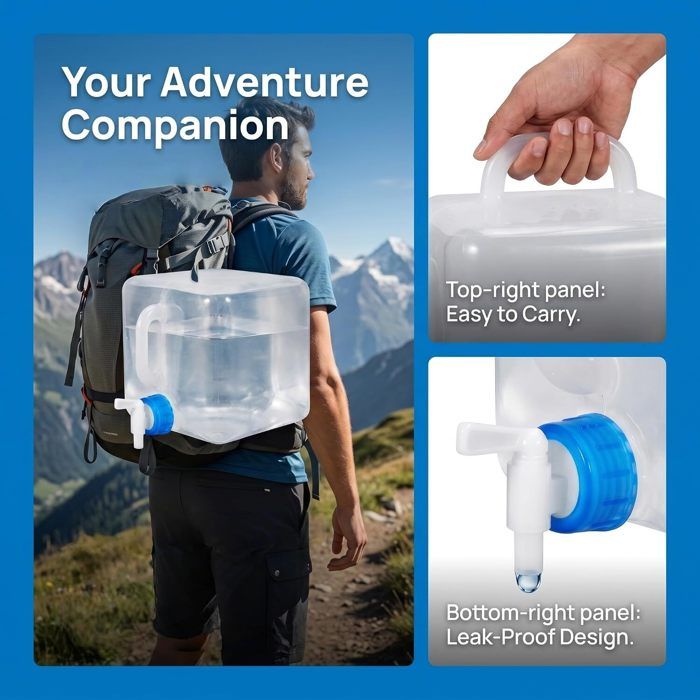 Your Adventure
Companion
Top-right panel:
Easy to Carry.
Bottom-right panel:
Leak-Proof Design.